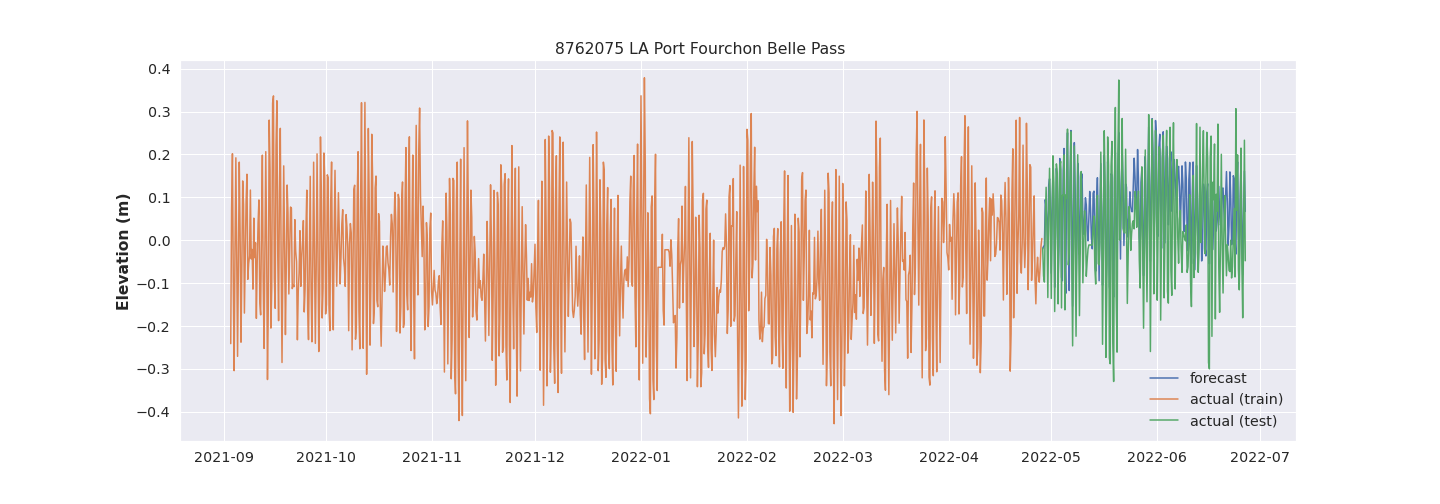 8762075 LA Port Fourchon Belle Pass
Elevation (m)
0.4
0.3
0.2
0.1
0.0
−0.1
−0.2
−0.3
−0.4
forecast
actual (train)
actual (test)
2021-09 2021-10 2021-11 2021-12 2022-01 2022-02 2022-03 2022-04 2022-05 2022-06 2022-07